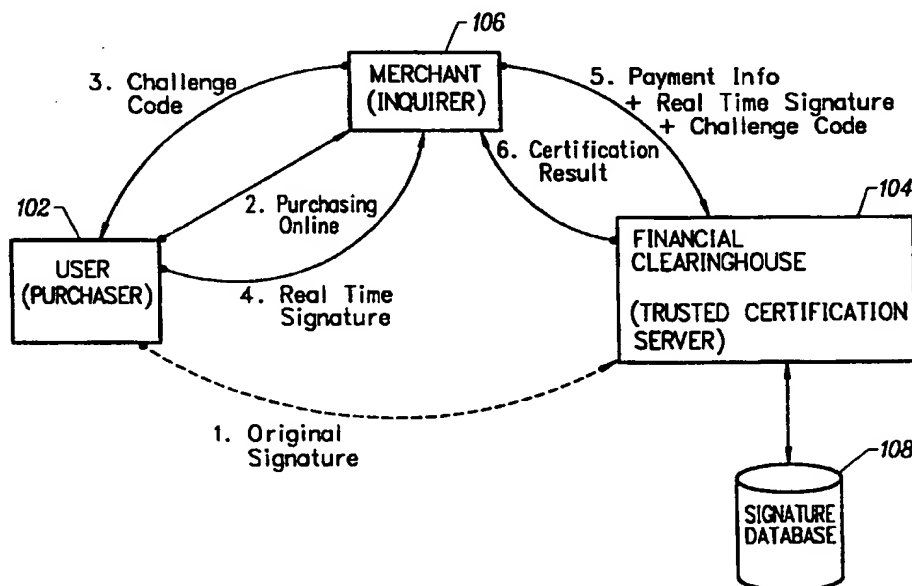 106
MERCHANT
(INQUIRER)
3. Challenge
Code
5. Payment Info
+ Real Time Signature
+ Challenge Code
6. Certification
Result
102
2. Purchasing
Online
104
USER
(PURCHASER)
FINANCIAL
CLEARINGHOUSE
(TRUSTED CERTIFICATION
SERVER)
4. Real Time
Signature
1. Original
Signature
108
SIGNATURE
DATABASE